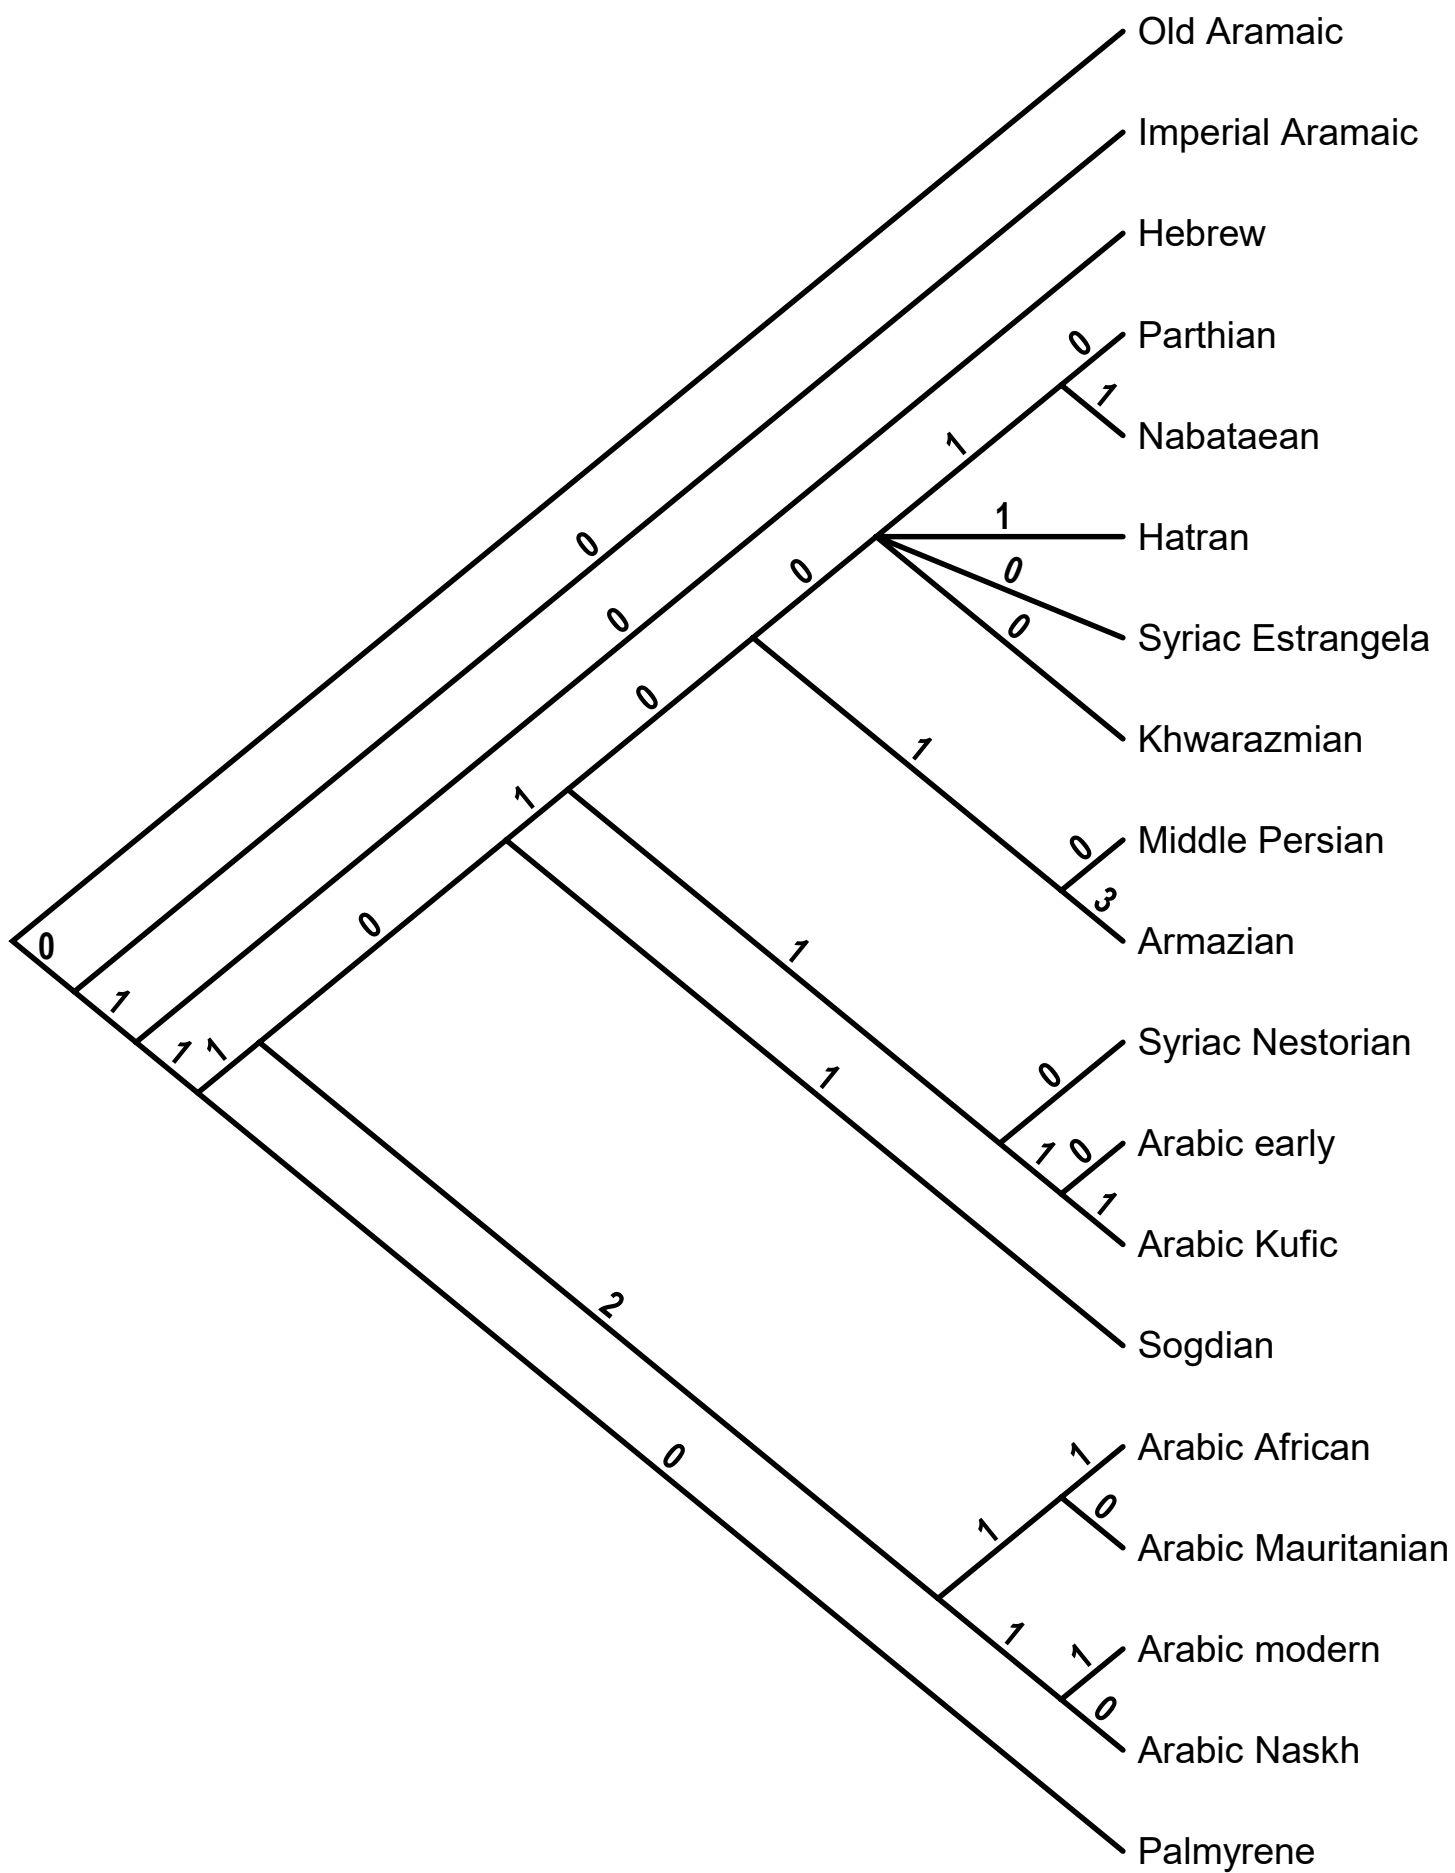 Old Aramaic
Imperial Aramaic
Hebrew
0
Parthian
1
Nabataean
1
1
Hatran
0
0
0
Syriac Estrangela
0
0
0
Khwarazmian
1
1
0
Middle Persian
3
Armazian
0
0
1
1
Syriac Nestorian
1
1
0
1
1
0
Arabic early
1
Arabic Kufic
2
Sogdian
0
1
Arabic African
0
1
Arabic Mauritanian
1
1
Arabic modern
0
Arabic Naskh
Palmyrene